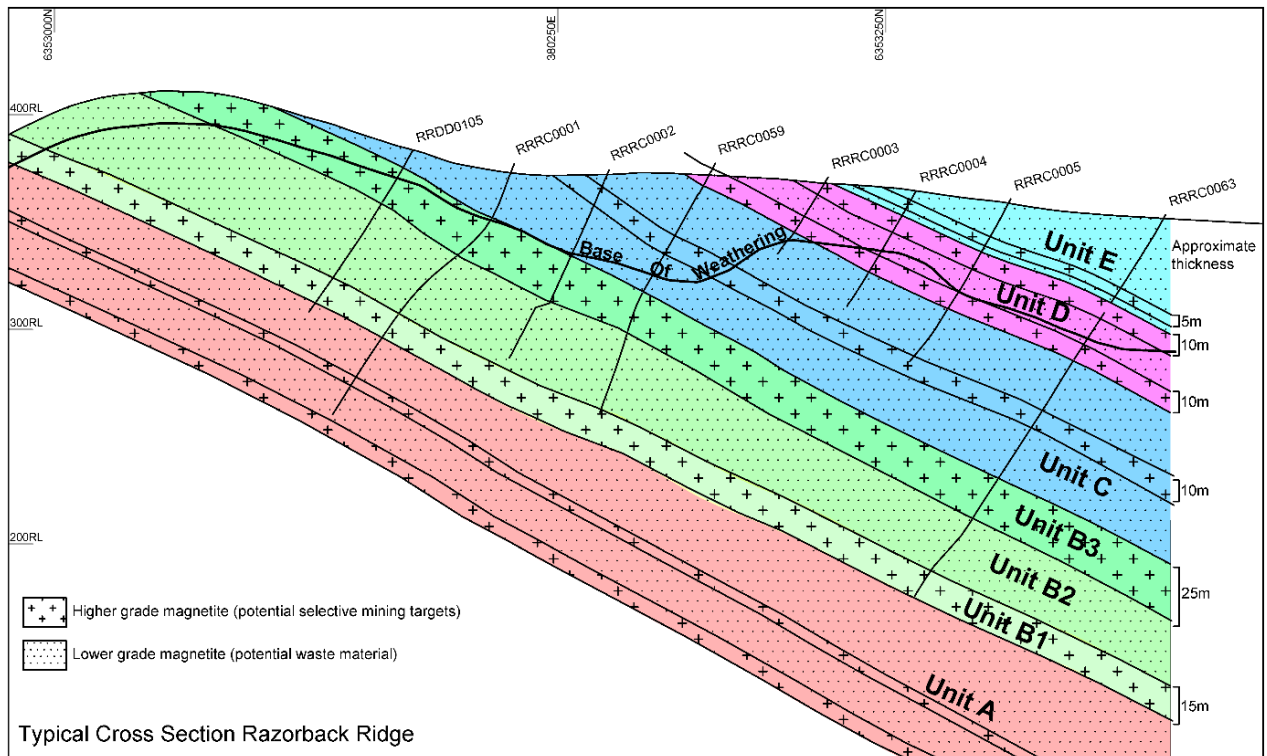 6353000N
380250E
6353250N
400RL
300RL
200RL
RRDD0105
RRRC0001
RRRC0002
RRRC0059
RRRC0003
RRRC0004
RRRC0005
RRRC0063
Base Of Weathering
Unit E
Unit D
Unit C
Unit B3
Unit B2
Unit B1
Unit A
Approximate
thickness
5m
10m
10m
10m
25m
15m
Higher grade magnetite (potential selective mining targets)
Lower grade magnetite (potential waste material)
Typical Cross Section Razorback Ridge